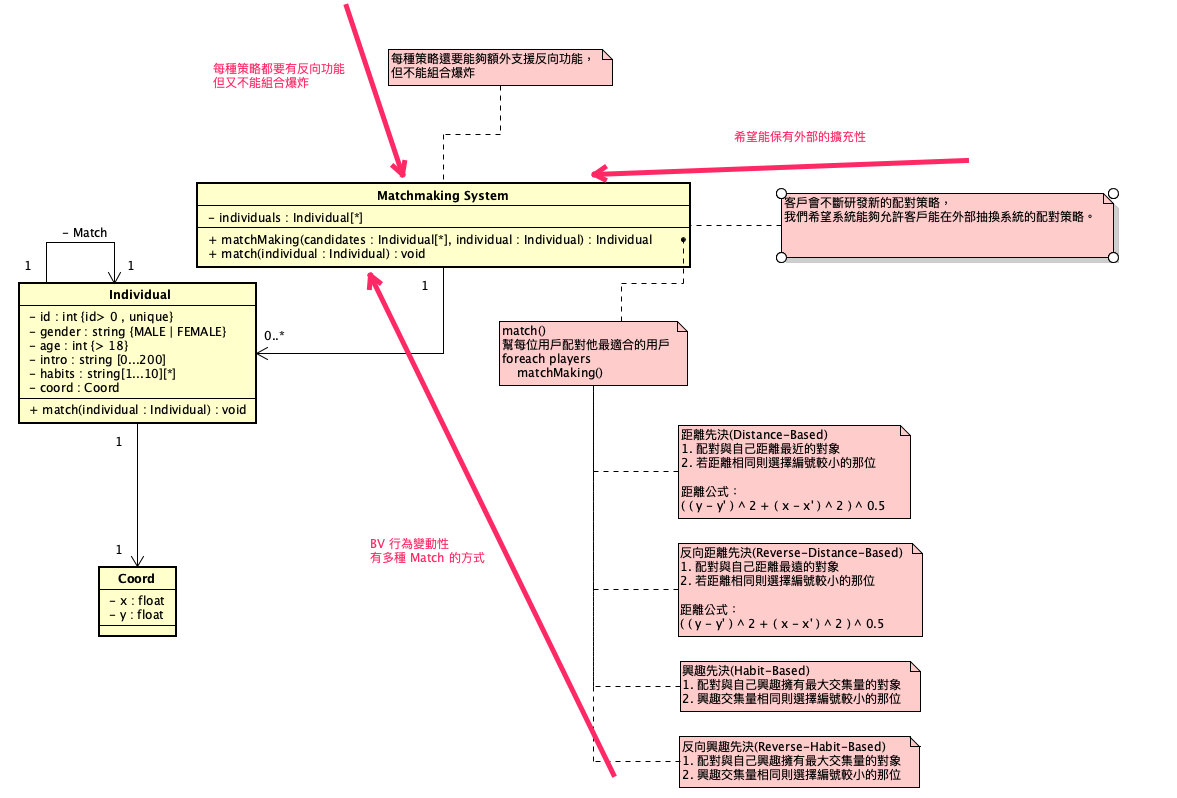 每種策略還要能夠額外支援反向功能，
但不能組合爆炸
每種策略都要有反向功能
但又不能組合爆炸
希望能保有外部的擴充性
Matchmaking System
- individuals : Individual[*]
+ matchMaking(candidates : Individual[*], individual : Individual) : Individual
+ match(individual : Individual) : void
客戶會不斷研發新的配對策略，
我們希望系統能夠允許客戶能在外部抽換系統的配對策略。
- Match
1
1
1
0..*
Individual
- id : int {id> 0 , unique}
- gender : string {MALE | FEMALE}
- age : int {> 18}
- intro : string [0...200]
- habits : string[1...10][*]
- coord : Coord
+ match(individual : Individual) : void
match()
幫每位用戶配對他最適合的用戶
foreach players
matchMaking()
1
1
Coord
- x : float
- y : float
BV 行為變動性
有多種 Match 的方式
距離先決(Distance-Based)
1. 配對與自己距離最近的對象
2. 若距離相同則選擇編號較小的那位
距離公式：
( ( y - y' ) ^ 2 + ( x - x' ) ^ 2 ) ^ 0.5
反向距離先決(Reverse-Distance-Based)
1. 配對與自己距離最遠的對象
2. 若距離相同則選擇編號較小的那位
距離公式：
( ( y - y' ) ^ 2 + ( x - x' ) ^ 2 ) ^ 0.5
興趣先決(Habit-Based)
1. 配對與自己興趣擁有最大交集量的對象
2. 興趣交集量相同則選擇編號較小的那位
反向興趣先決(Reverse-Habit-Based)
1. 配對與自己興趣擁有最大交集量的對象
2. 興趣交集量相同則選擇編號較小的那位